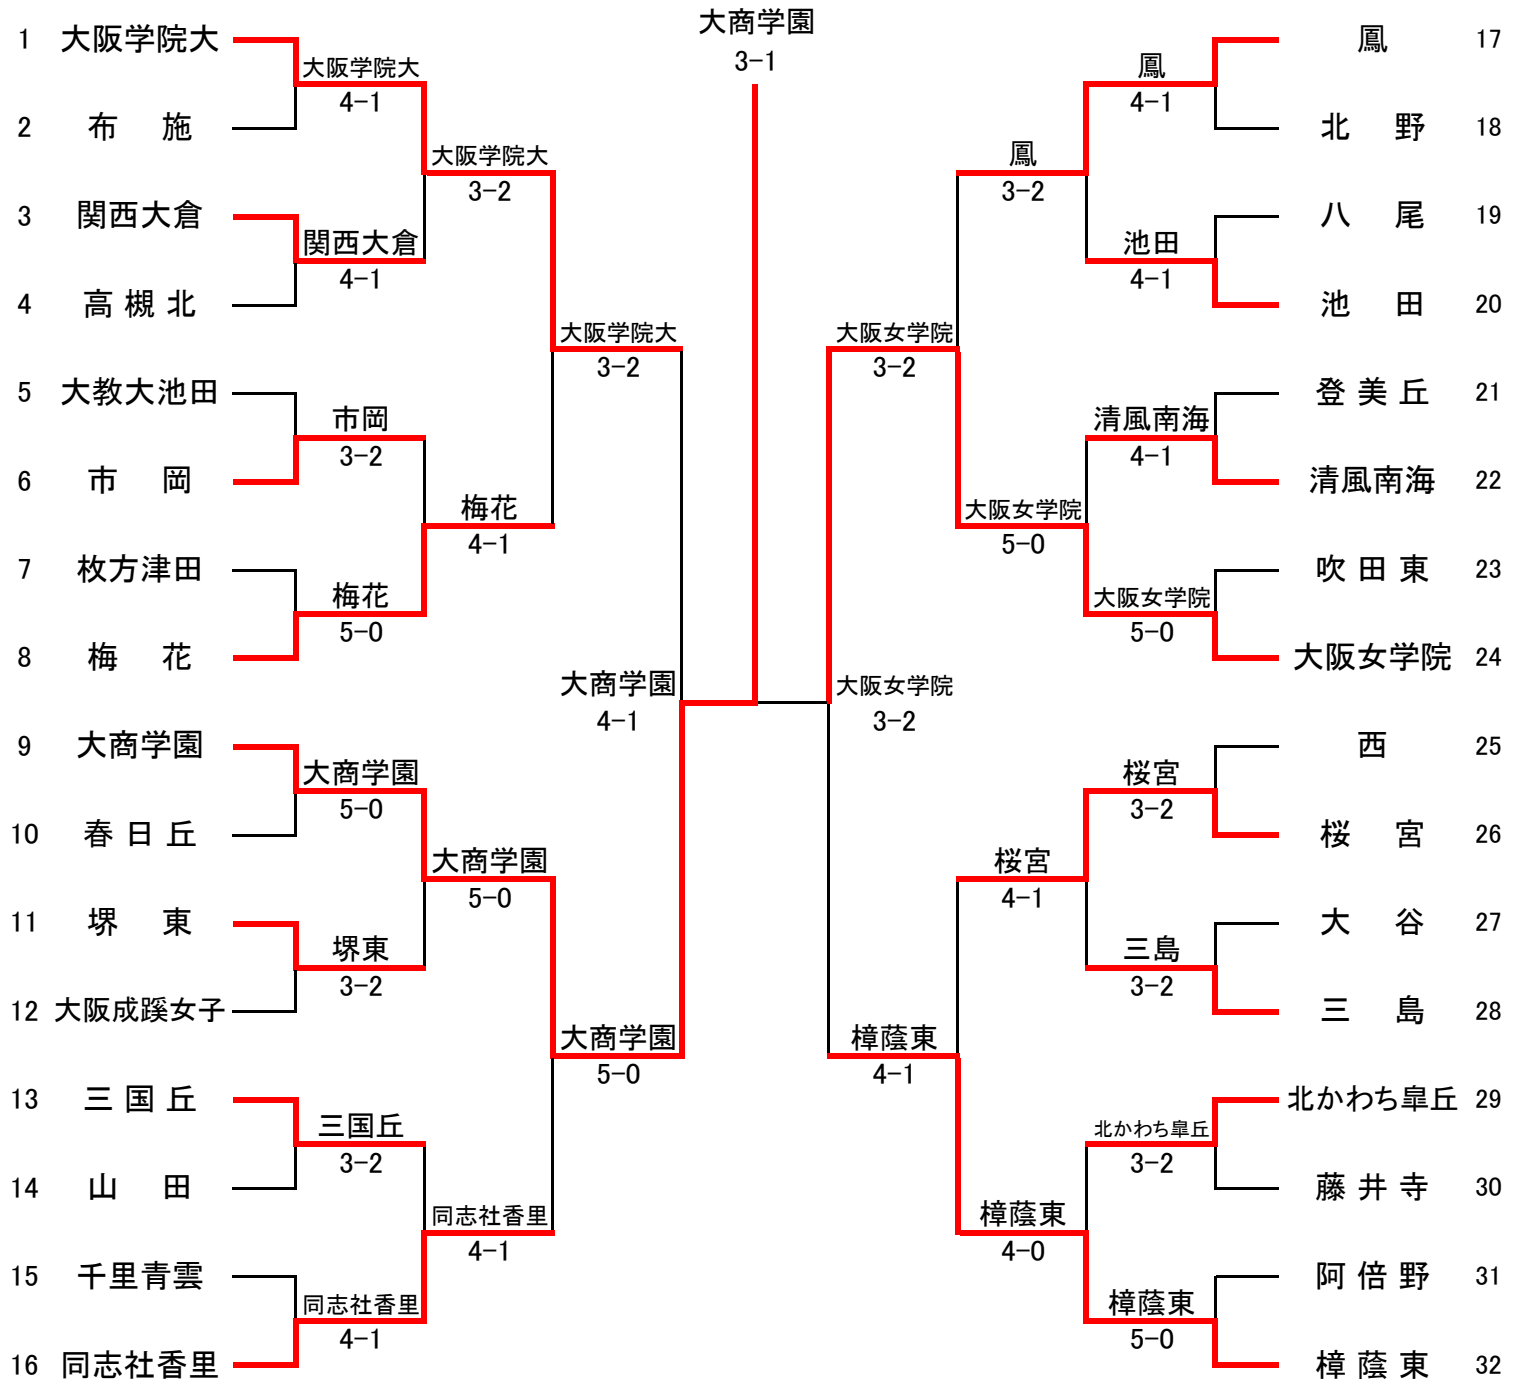 大商学園
3-1
1 大阪学院大
2 布 施
3 関西大倉
4 高 槻 北
5 大教大池田
6 市 岡
7 枚方津田
8 梅 花
9 大商学園
10 春 日 丘
11 堺 東
12 大阪成蹊女子
13 三 国 丘
14 山 田
15 千里青雲
16 同志社香里
大阪学院大
4-1
関西大倉
4-1
市岡
3-2
梅花
5-0
大商学園
5-0
堺東
3-2
三国丘
3-2
同志社香里
4-1
大阪学院大
3-2
梅花
4-1
大商学園
5-0
同志社香里
4-1
大阪学院大
3-2
大商学園
5-0
大商学園
4-1
大阪女学院
3-2
大阪女学院
3-2
樟蔭東
4-1
鳳
3-2
大阪女学院
5-0
桜宮
4-1
樟蔭東
4-0
鳳
4-1
池田
4-1
清風南海
4-1
大阪女学院
5-0
桜宮
3-2
三島
3-2
北かわち皐丘
3-2
樟蔭東
5-0
鳳 17
北 野 18
八 尾 19
池 田 20
登 美 丘 21
清風南海 22
吹 田 東 23
大阪女学院 24
西 25
桜 宮 26
大 谷 27
三 島 28
北かわち皐丘 29
藤 井 寺 30
阿 倍 野 31
樟 蔭 東 32